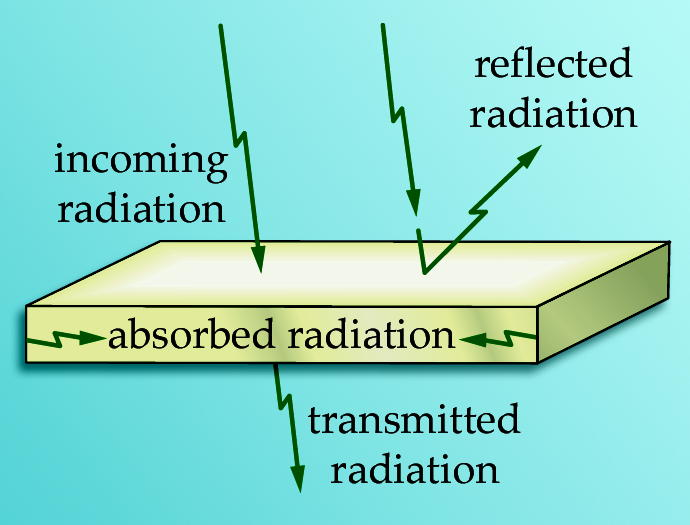 reflected
radiation
incoming
radiation
absorbed radiation
transmitted
radiation